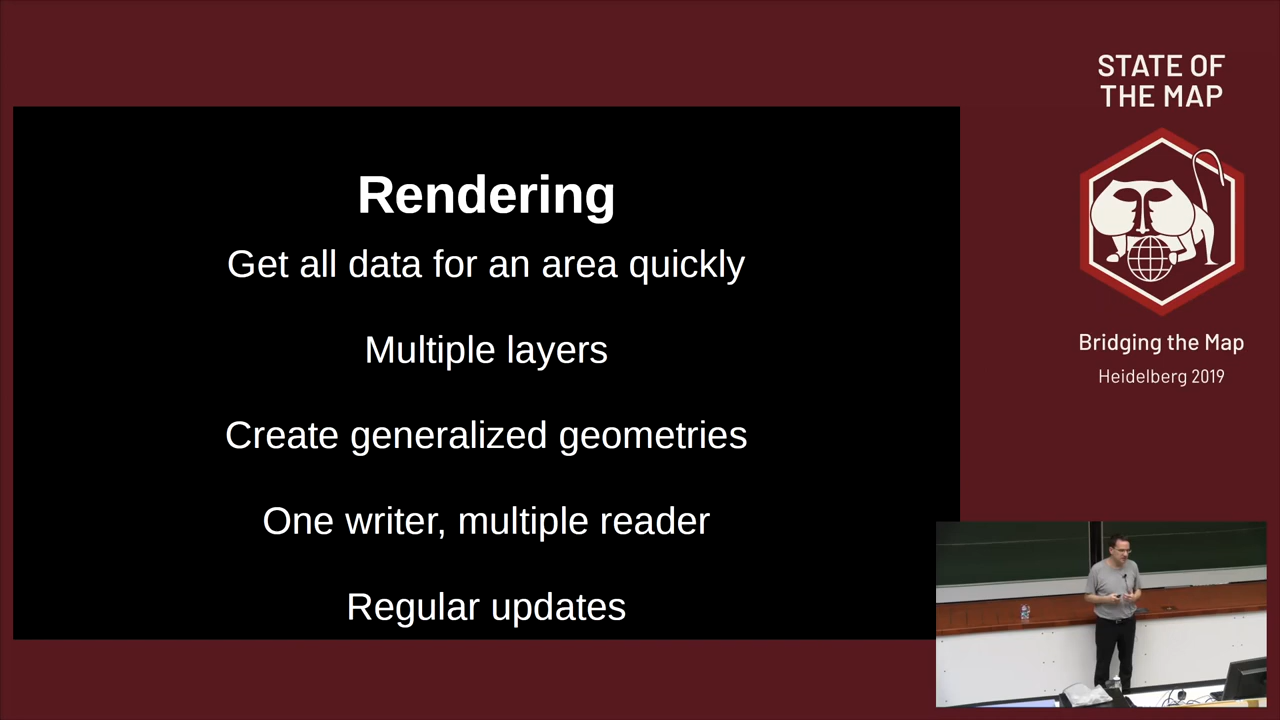 STATE OF
THE MAP
Rendering
Get all data for an area quickly
Multiple layers
Create generalized geometries
One writer, multiple reader
Regular updates
Bridging the Map
Heidelberg 2019